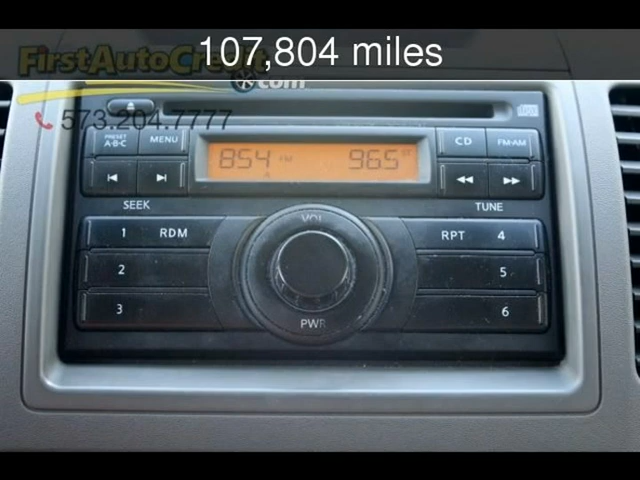 107,804 miles
FirstAutoCredit
.com
573.204.7777
PRESET
A·B·C
MENU
854 PM
965
A
CD
FM·AM
SEEK
TUNE
VOL
1 RDM
RPT 4
2
5
3
6
PWR